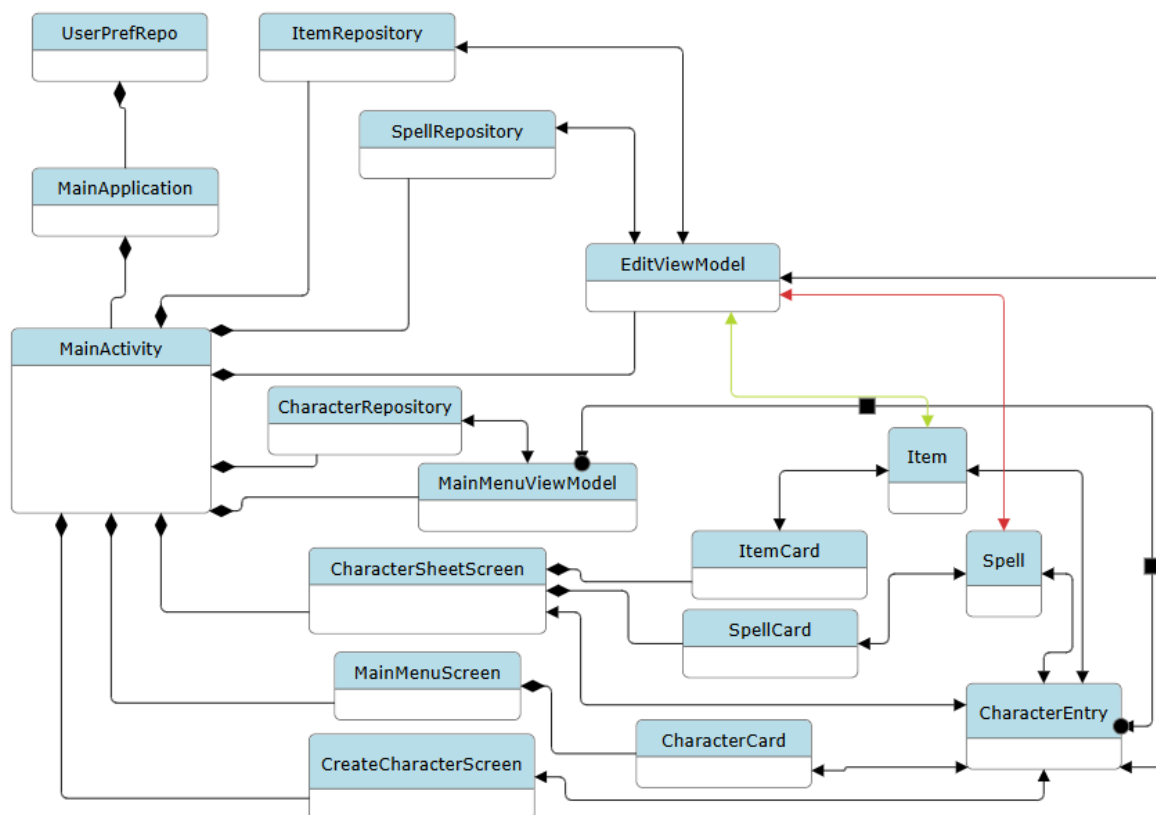 UserPrefRepo
ItemRepository
SpellRepository
MainApplication
EditViewModel
MainActivity
CharacterRepository
Item
MainMenuViewModel
ItemCard
CharacterSheetScreen
Spell
SpellCard
MainMenuScreen
CharacterEntry
CharacterCard
CreateCharacterScreen